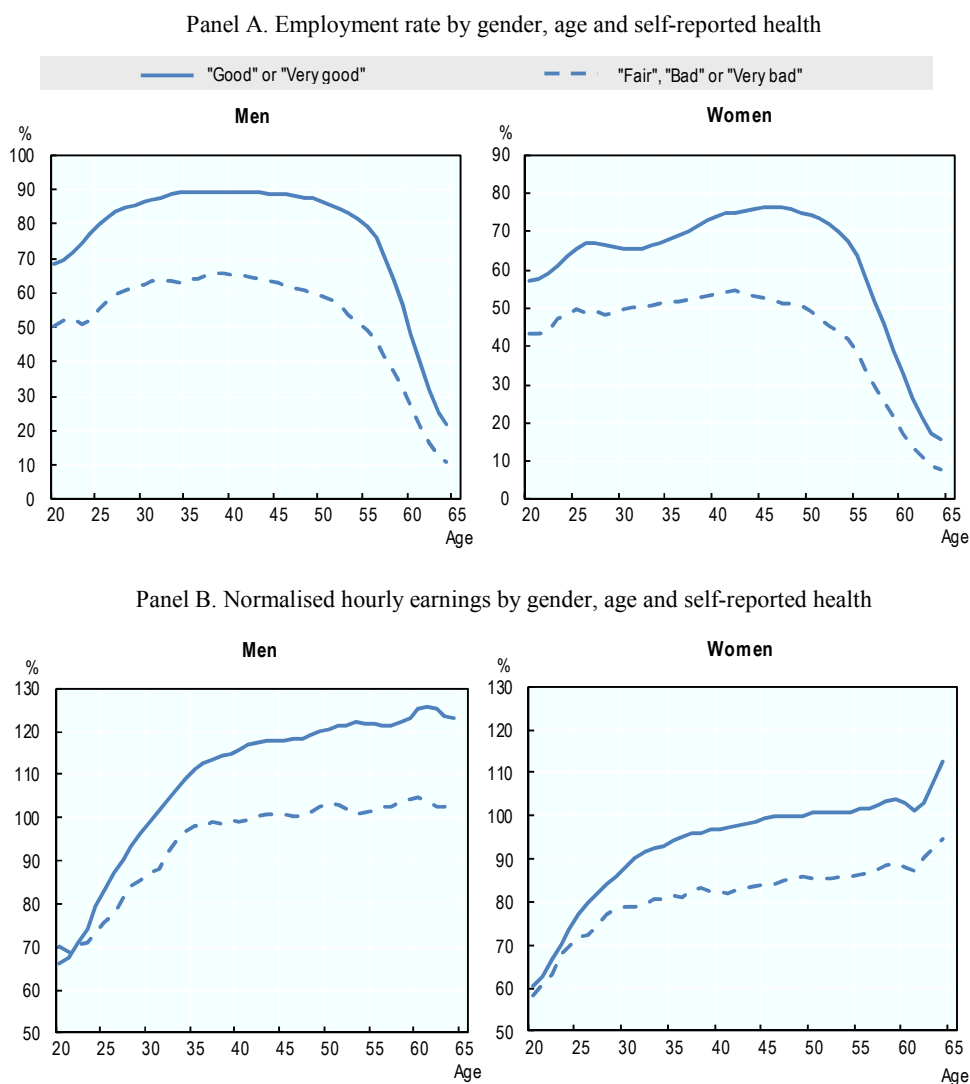 Panel A. Employment rate by gender, age and self-reported health
"Good" or "Very good"
"Fair", "Bad" or "Very bad"
Men
%
100
90
80
70
60
50
40
30
20
10
0
20 25 30 35 40 45 50 55 60 65
Age
Women
%
90
80
70
60
50
40
30
20
10
0
20 25 30 35 40 45 50 55 60 65
Age
Panel B. Normalised hourly earnings by gender, age and self-reported health
Men
%
130
120
110
100
90
80
70
60
50
20 25 30 35 40 45 50 55 60 65
Age
Women
%
130
120
110
100
90
80
70
60
50
20 25 30 35 40 45 50 55 60 65
Age